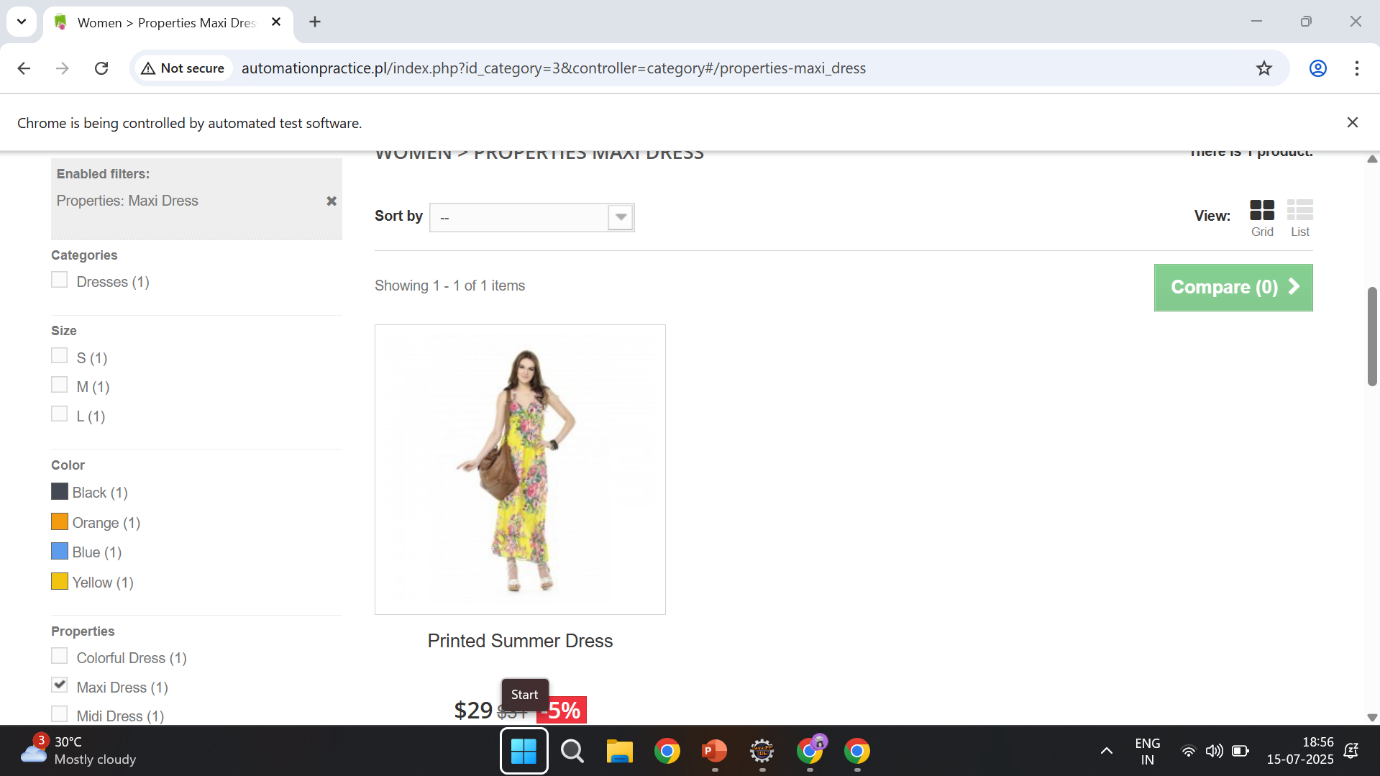 Women > Properties Maxi Dres
Not secure
automationpractice.pl/index.php?id_category=3&controller=category#/properties-maxi_dress
Chrome is being controlled by automated test software.
WOMEN > PROPERTIES MAXI DRESS
There is 1 product.
Enabled filters:
Properties: Maxi Dress
Sort by
--
View:
Grid
List
Categories
Dresses (1)
Showing 1 - 1 of 1 items
Compare (0)
Size
S (1)
M (1)
L (1)
Color
Black (1)
Orange (1)
Blue (1)
Yellow (1)
Properties
Colorful Dress (1)
Maxi Dress (1)
Midi Dress (1)
Printed Summer Dress
Start
$29 -5%
3
30°C
Mostly cloudy
ENG
IN
18:56
15-07-2025